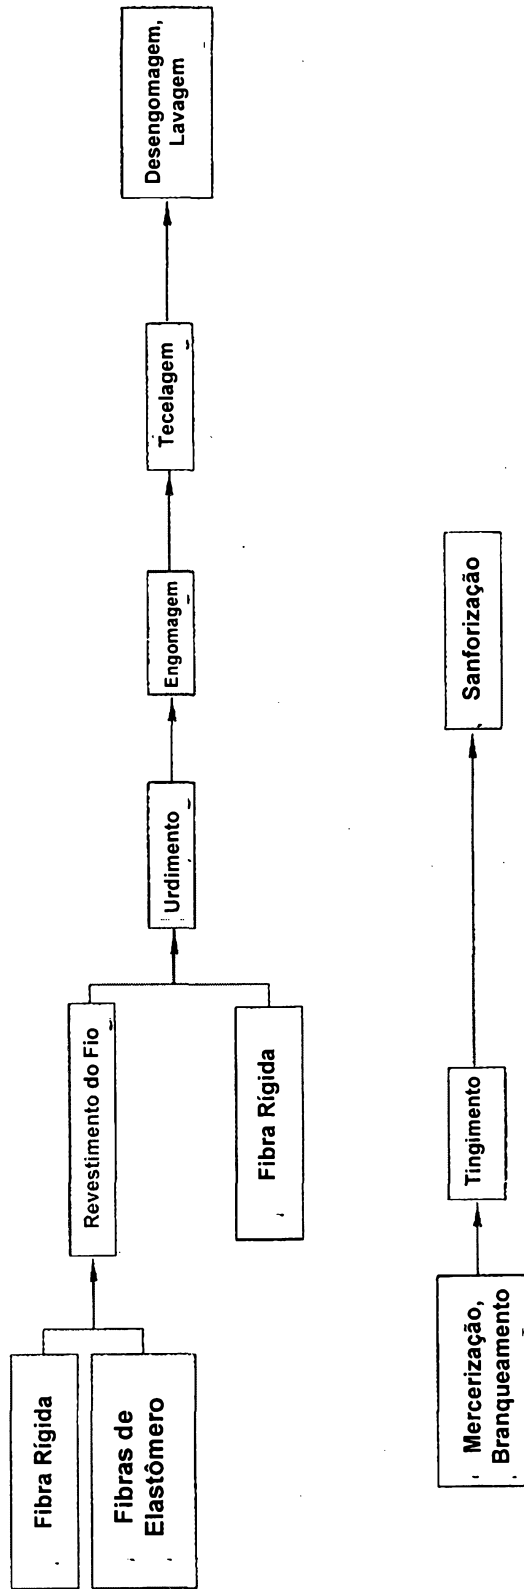 Fibra Rígida
Fibras de
Elastômero
Revestimento do Fio
Fibra Rígida
Urdimento
Engomagem
Tecelagem
Desengomagem,
Lavagem
Mercerização,
Branqueamento
Tingimento
Sanforização